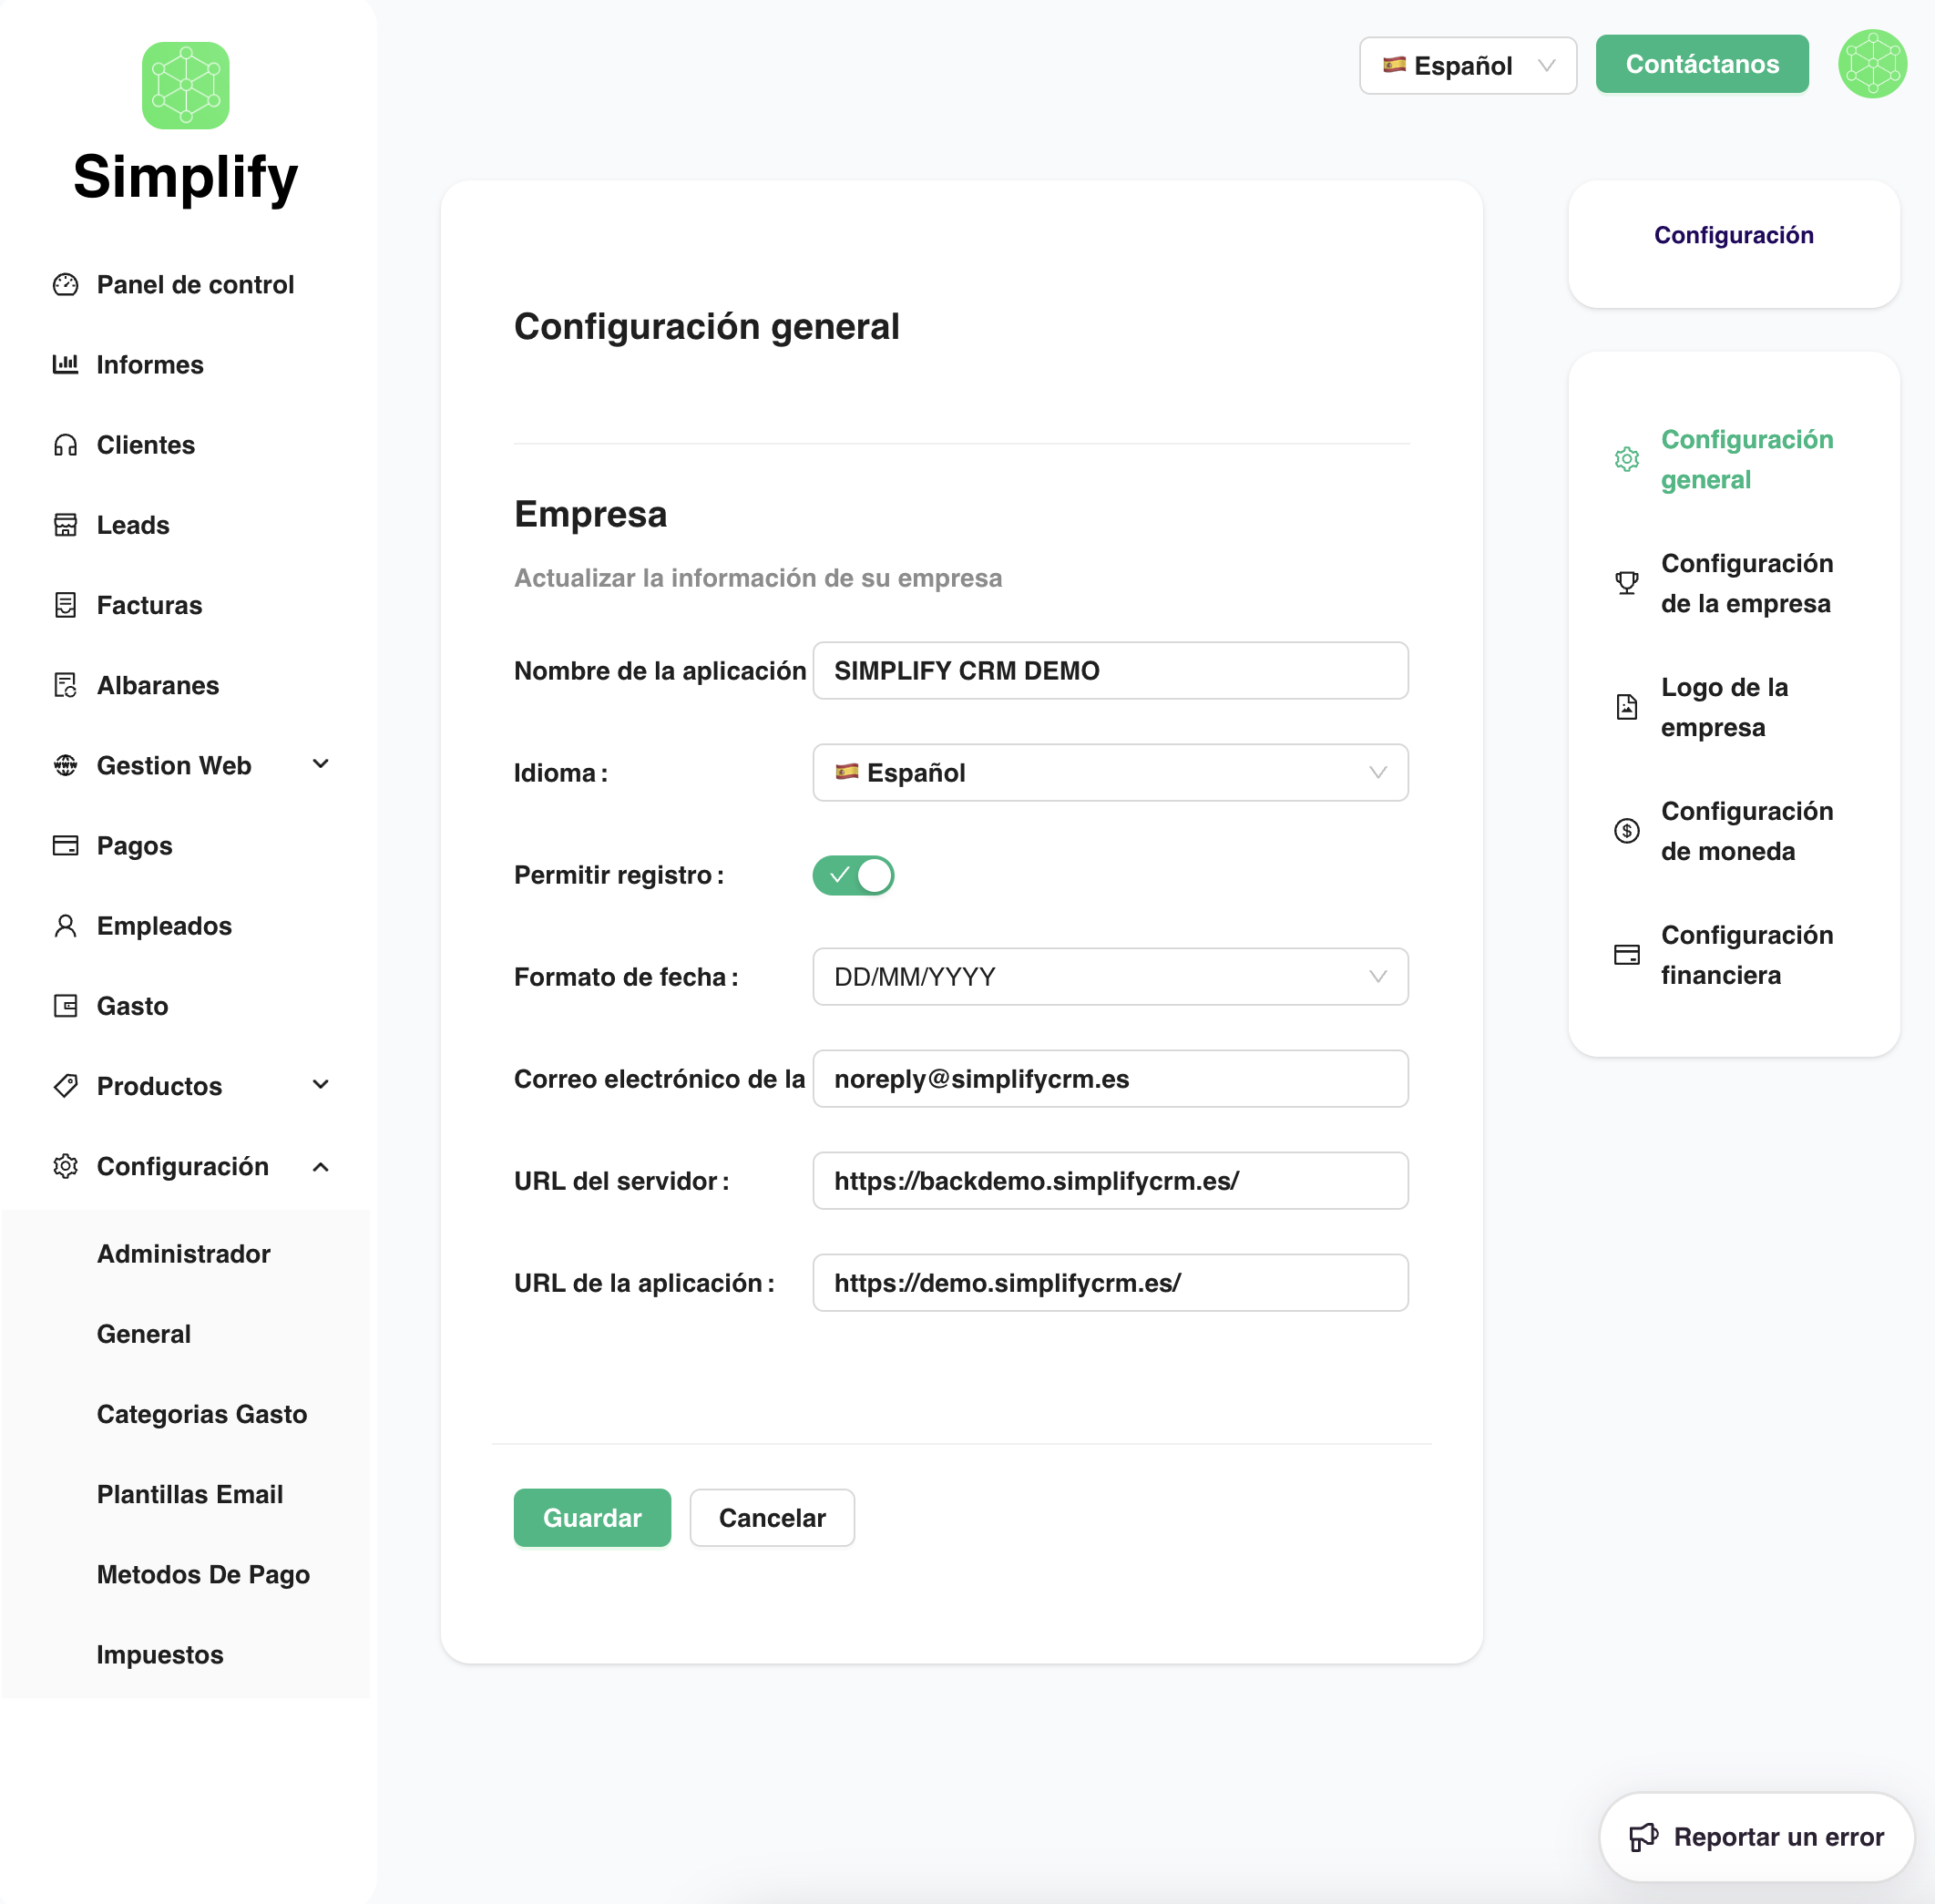 Simplify
Panel de control
Informes
Clientes
Leads
Facturas
Albaranes
Gestion Web
Pagos
Empleados
Gasto
Productos
Configuración
Administrador
General
Categorias Gasto
Plantillas Email
Metodos De Pago
Impuestos
Español
Contáctanos
Configuración general
Empresa
Actualizar la información de su empresa
Nombre de la aplicación SIMPLIFY CRM DEMO
Idioma: Español
Permitir registro:
Formato de fecha: DD/MM/YYYY
Correo electrónico de la noreply@simplifycrm.es
URL del servidor: https://backdemo.simplifycrm.es/
URL de la aplicación: https://demo.simplifycrm.es/
Guardar Cancelar
Configuración
Configuración
general
Configuración
de la empresa
Logo de la
empresa
Configuración
de moneda
Configuración
financiera
Reportar un error